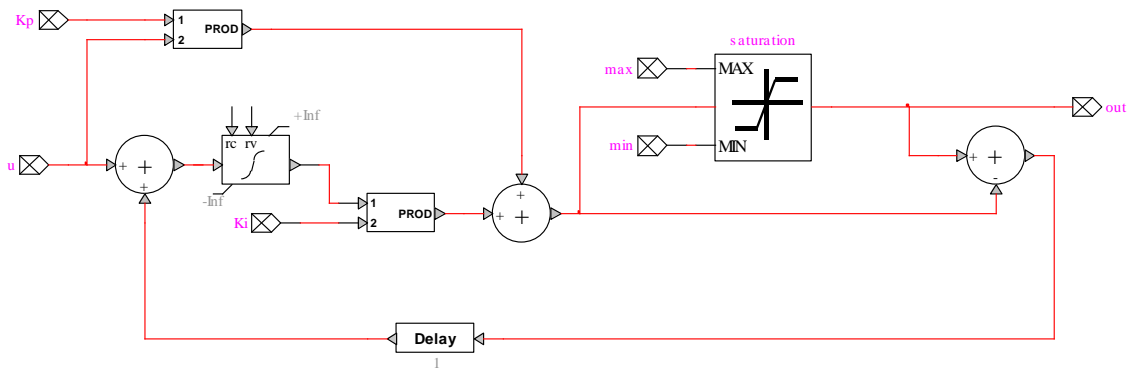 Kp
1
2
PROD
saturation
max
MAX
+Inf
rc rv
out
u
+
+
+
min
MIN
+
+
-Inf
1
2
PROD
+
+
+
-
Ki
Delay
1